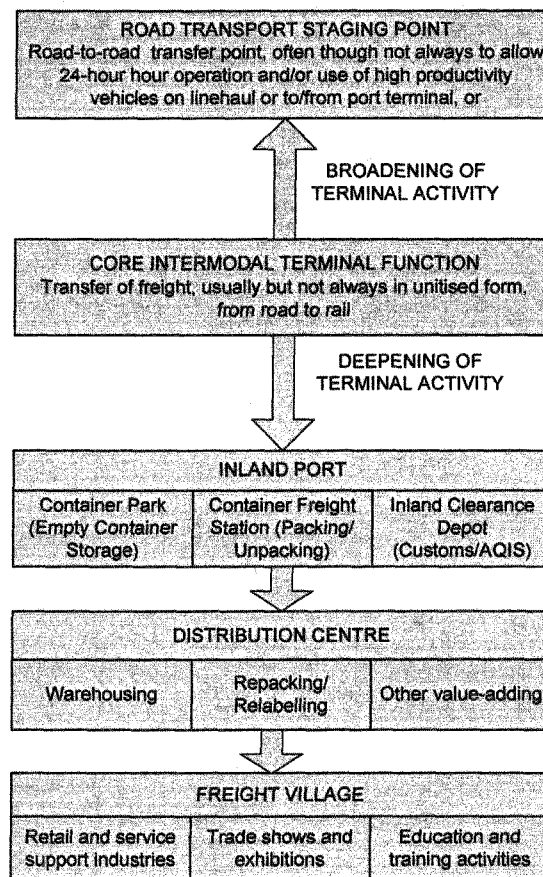 ROAD TRANSPORT STAGING POINT
Road-to-road transfer point, often though not always to allow
24-hour hour operation and/or use of high productivity
vehicles on linehaul or to/from port terminal, or
BROADENING OF
TERMINAL ACTIVITY
CORE INTERMODAL TERMINAL FUNCTION
Transfer of freight, usually but not always in unitised form,
from road to rail
DEEPENING OF
TERMINAL ACTIVITY
INLAND PORT
Container Park
(Empty Container
Storage)
Container Freight
Station (Packing/
Unpacking)
Inland Clearance
Depot
(Customs/AQIS)
DISTRIBUTION CENTRE
Warehousing
Repacking/
Relabelling
Other value-adding
FREIGHT VILLAGE
Retail and service
support industries
Trade shows and
exhibitions
Education and
training activities